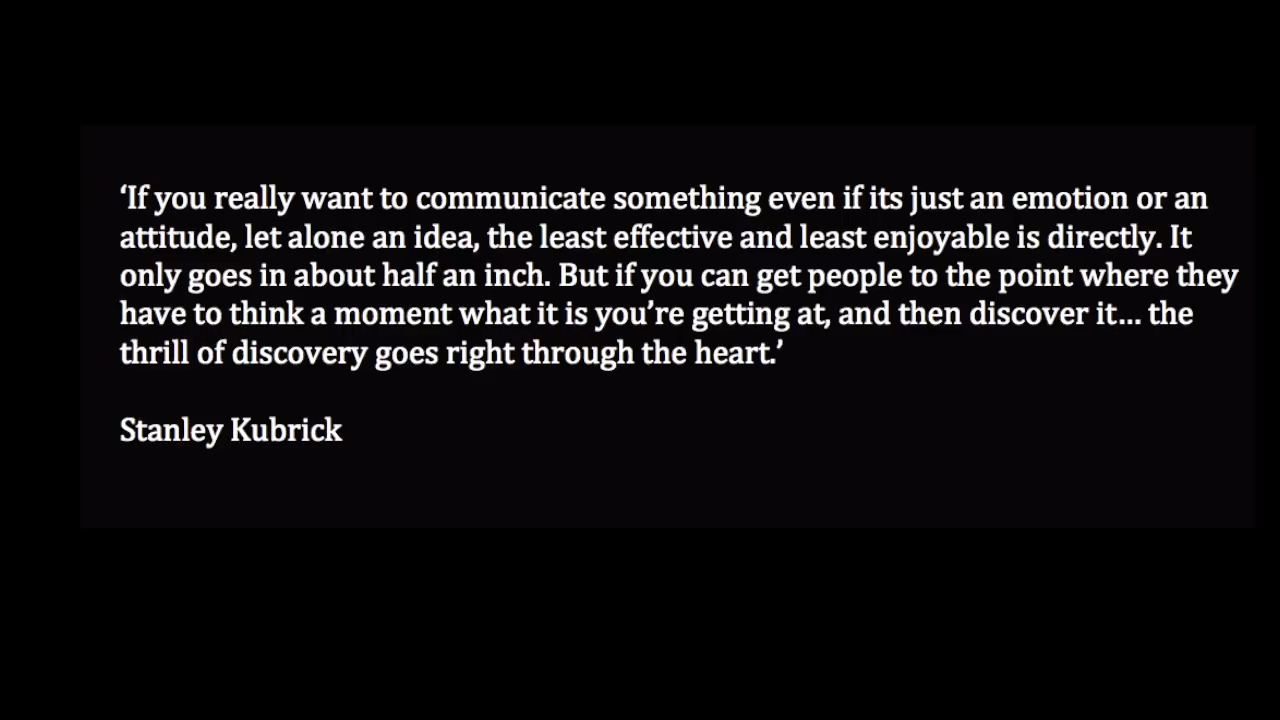 ‘If you really want to communicate something even if its just an emotion or an
attitude, let alone an idea, the least effective and least enjoyable is directly. It
only goes in about half an inch. But if you can get people to the point where they
have to think a moment what it is you’re getting at, and then discover it… the
thrill of discovery goes right through the heart.’
Stanley Kubrick